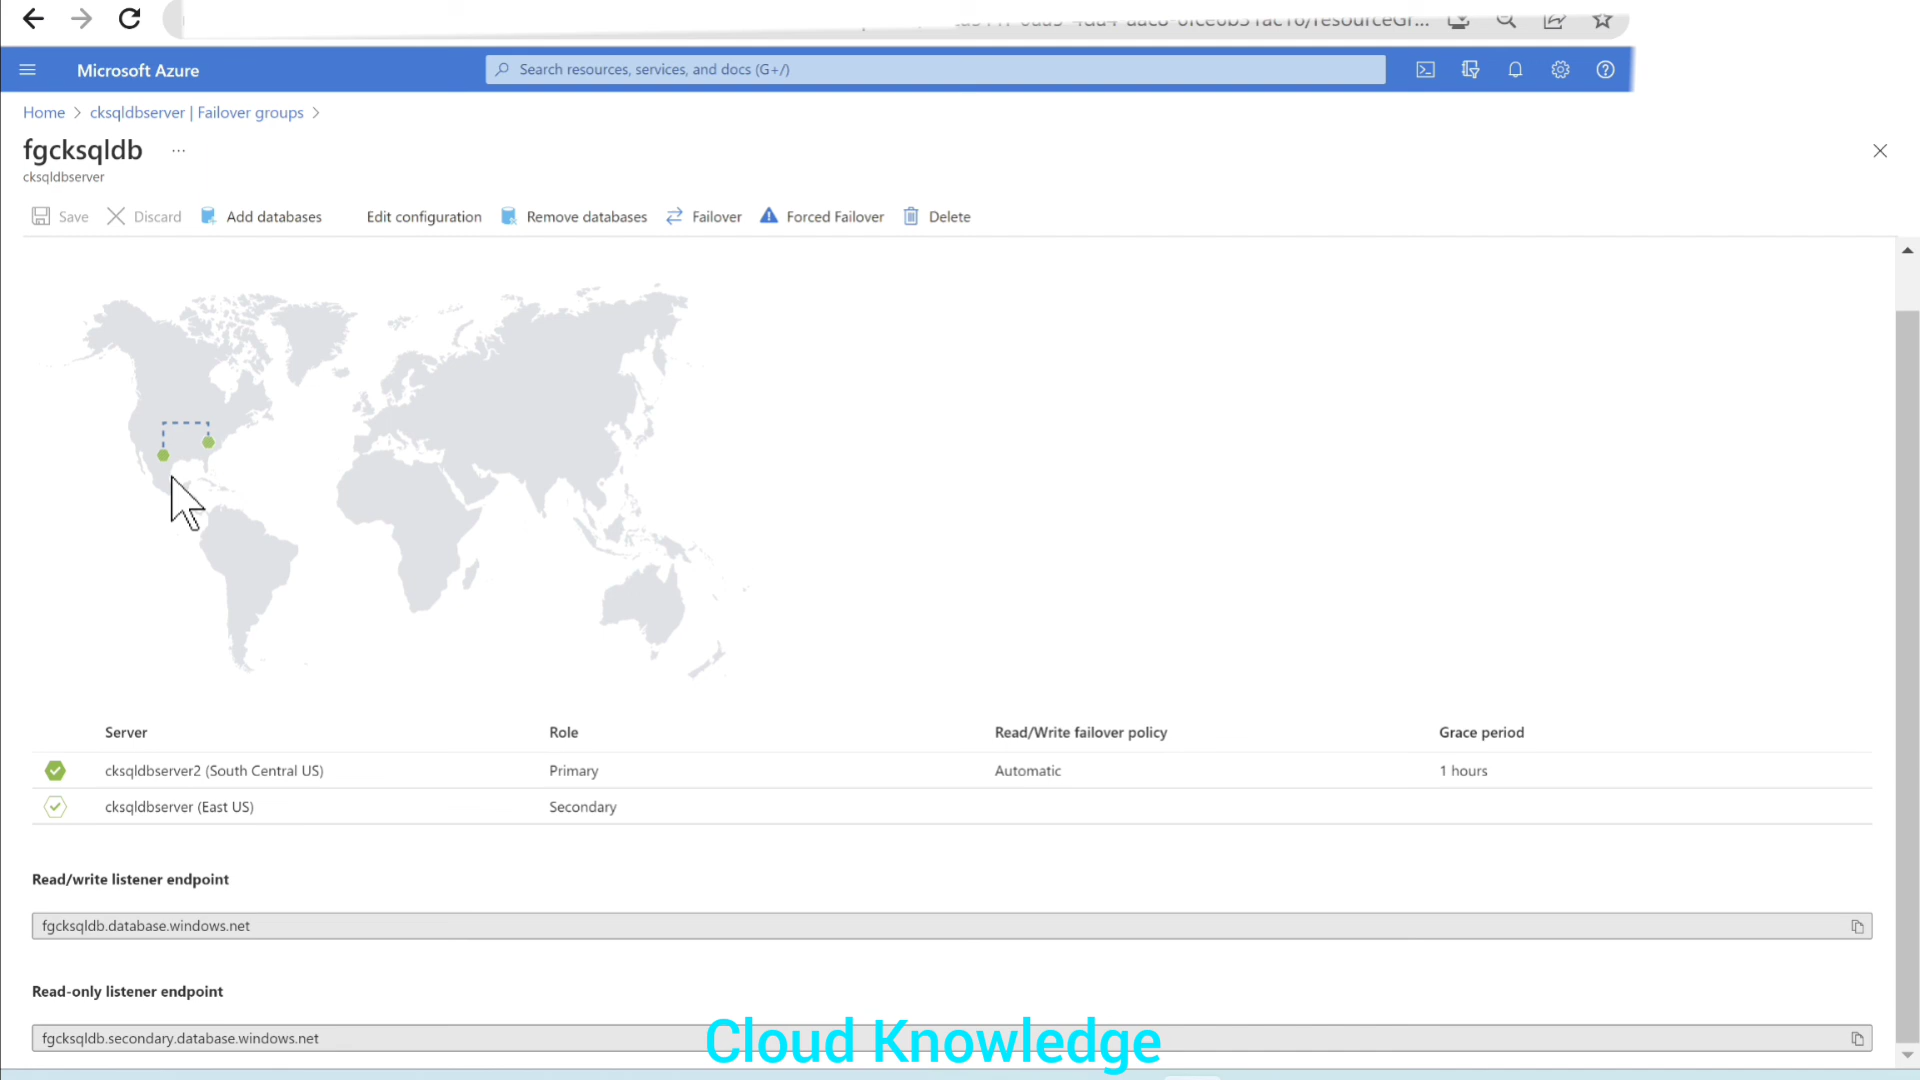 Microsoft Azure
Search resources, services, and docs (G+/)
Home > cksqldbserver | Failover groups >
fgcksqldb ...
cksqldbserver
Save Discard Add databases Edit configuration Remove databases Failover Forced Failover Delete
Server Role Read/Write failover policy Grace period
cksqldbserver2 (South Central US) Primary Automatic 1 hours
cksqldbserver (East US) Secondary
Read/write listener endpoint
fgcksqldb.database.windows.net
Read-only listener endpoint
fgcksqldb.secondary.database.windows.net
Cloud Knowledge